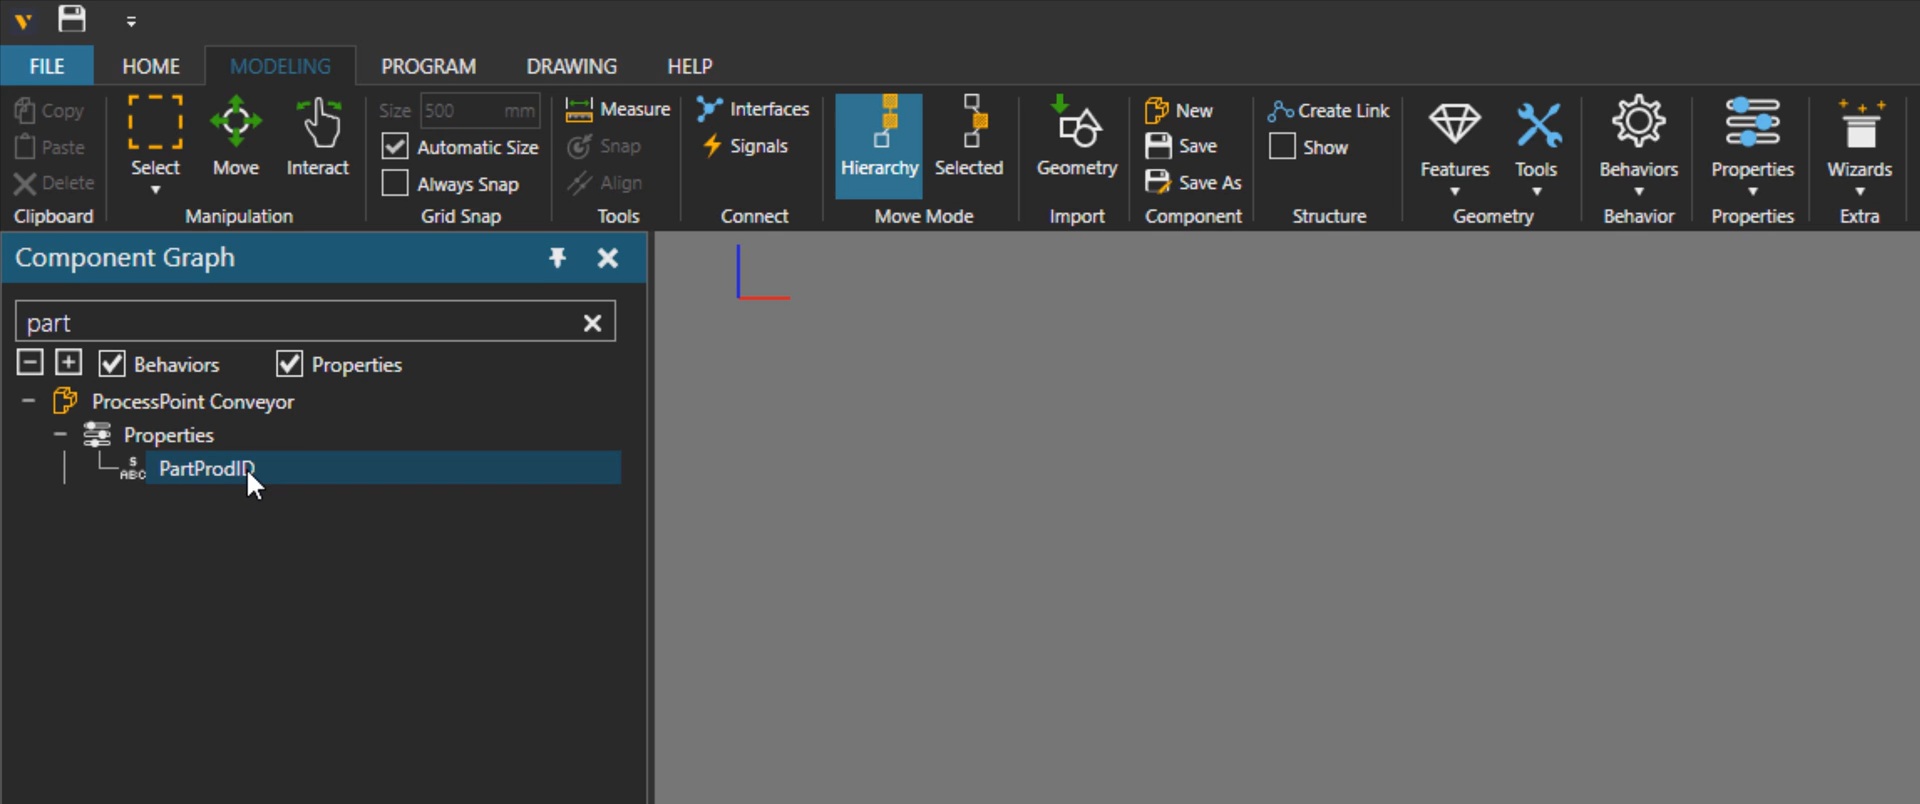 FILE HOME MODELING PROGRAM DRAWING HELP
Copy
Paste
Delete
Clipboard
Select Move Interact
Manipulation
Size 500 mm
Automatic Size
Always Snap
Grid Snap
Measure
Snap
Align
Tools
Interfaces
Signals
Connect
Hierarchy Selected
Move Mode
Geometry
Import
New
Save
Save As
Component
Create Link
Show
Structure
Features Tools
Geometry
Behaviors
Behavior
Properties
Properties
Wizards
Extra
Component Graph
part
Behaviors Properties
ProcessPoint Conveyor
Properties
S
ABC
PartProdID